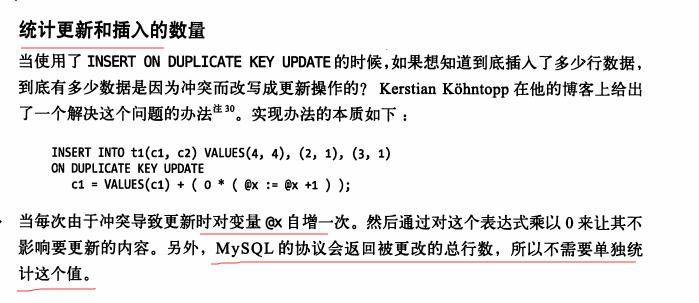 统计更新和插入的数量
当使用了 INSERT ON DUPLICATE KEY UPDATE 的时候，如果想知道到底插入了多少行数据，
到底有多少数据是因为冲突而改写成更新操作的？ Kerstian Köhntopp 在他的博客上给出
了一个解决这个问题的办法注30。实现办法的本质如下：
INSERT INTO t1(c1, c2) VALUES(4, 4), (2, 1), (3, 1)
ON DUPLICATE KEY UPDATE
c1 = VALUES(c1) + ( 0 * ( @x := @x +1 ) );
当每次由于冲突导致更新时对变量 @x 自增一次。然后通过对这个表达式乘以 0 来让其不
影响要更新的内容。另外，MySQL 的协议会返回被更改的总行数，所以不需要单独统
计这个值。